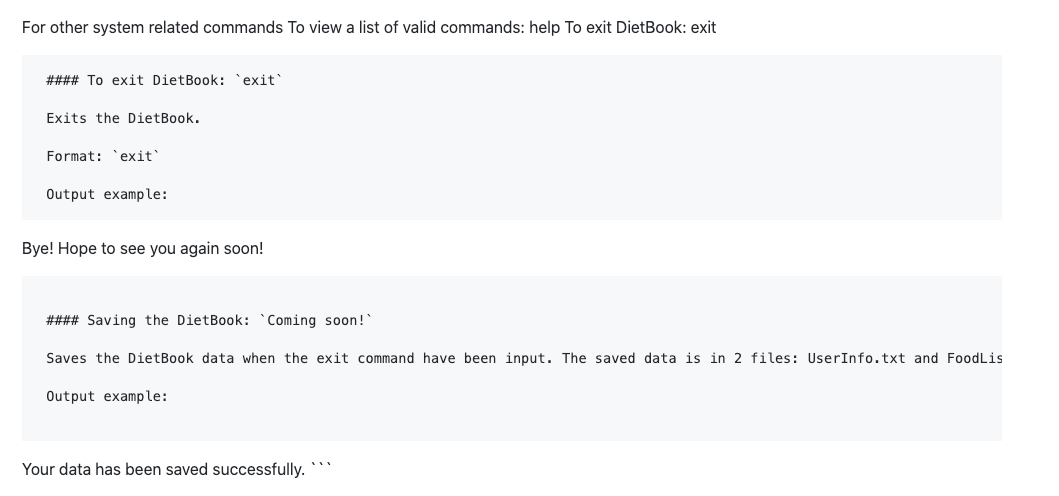 For other system related commands To view a list of valid commands: help To exit DietBook: exit
#### To exit DietBook: `exit`
Exits the DietBook.
Format: `exit`
Output example:
Bye! Hope to see you again soon!
#### Saving the DietBook: `Coming soon!`
Saves the DietBook data when the exit command have been input. The saved data is in 2 files: UserInfo.txt and FoodLis
Output example:
Your data has been saved successfully. ```